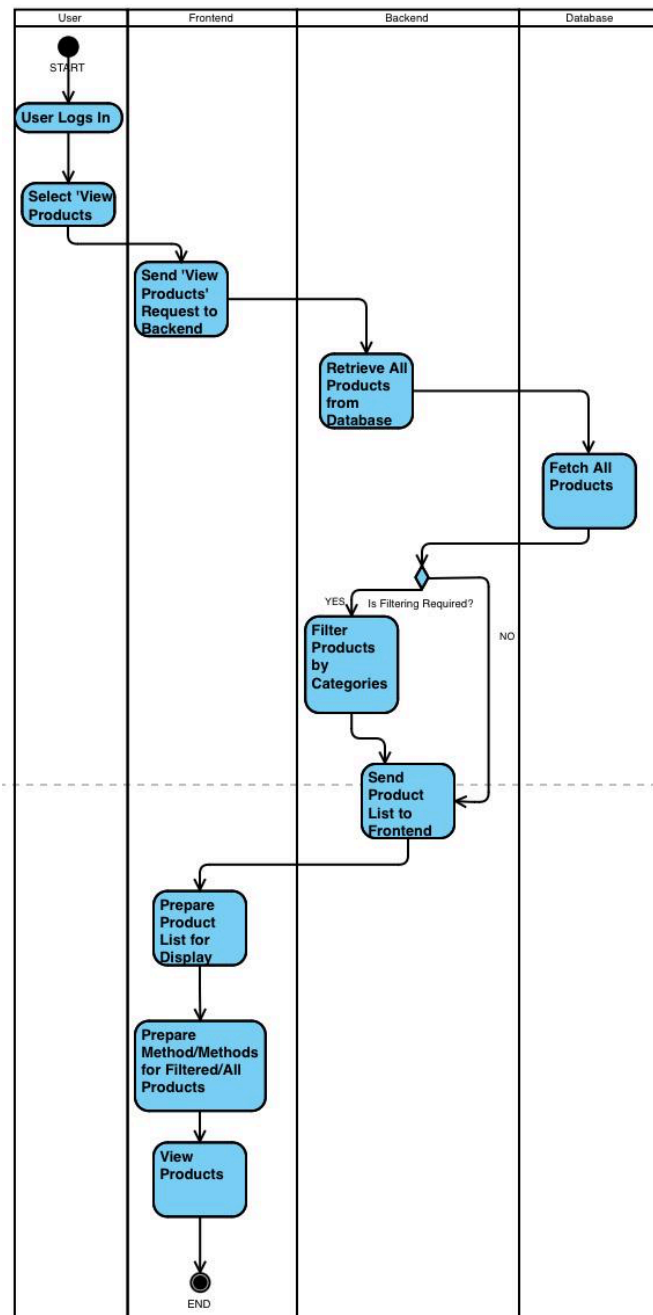 User
Frontend
Backend
Database
START
User Logs In
Select 'View
Products
Send 'View
Products'
Request to
Backend
Retrieve All
Products
from
Database
Fetch All
Products
YES
Is Filtering Required?
NO
Filter
Products
by
Categories
Send
Product
List to
Frontend
Prepare
Product
List for
Display
Prepare
Method/Methods
for Filtered/All
Products
View
Products
END